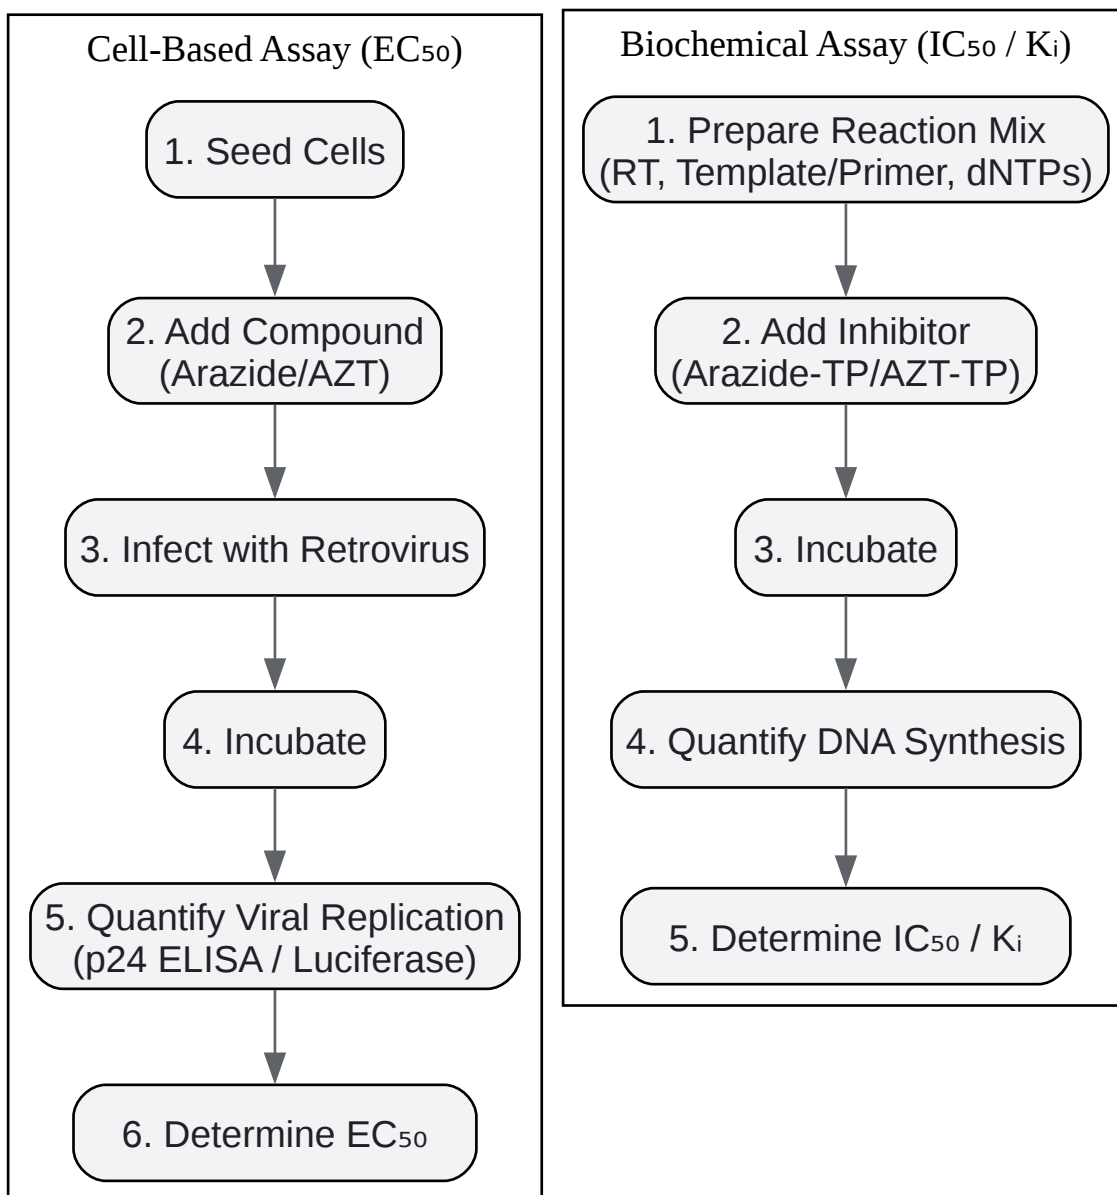 Cell-Based Assay (EC₅₀)
1. Seed Cells
2. Add Compound
(Arazide/AZT)
3. Infect with Retrovirus
4. Incubate
5. Quantify Viral Replication
(p24 ELISA / Luciferase)
6. Determine EC₅₀
Biochemical Assay (IC₅₀ / Kᵢ)
1. Prepare Reaction Mix
(RT, Template/Primer, dNTPs)
2. Add Inhibitor
(Arazide-TP/AZT-TP)
3. Incubate
4. Quantify DNA Synthesis
5. Determine IC₅₀ / Kᵢ